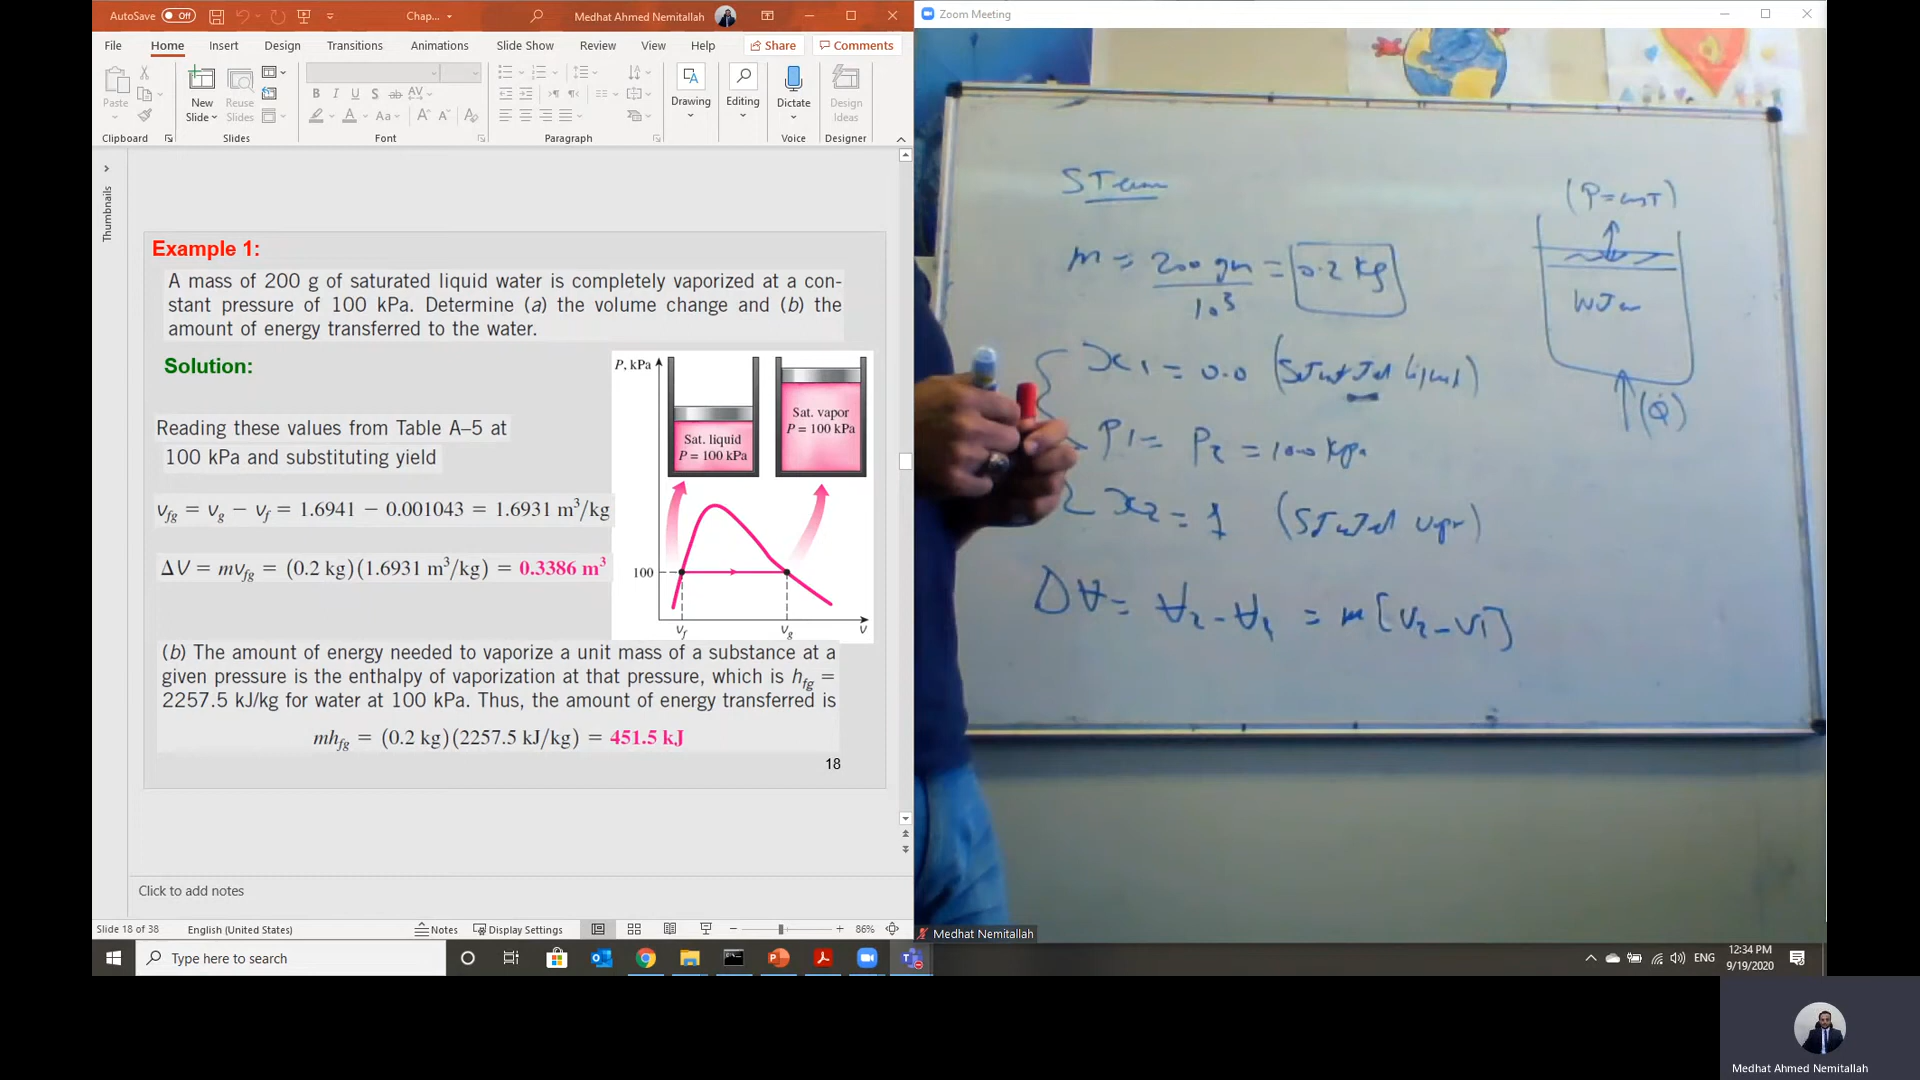 AutoSave Off Chap... Medhat Ahmed Nemitallah
File Home Insert Design Transitions Animations Slide Show Review View Help Share Comments
Paste New Slide Reuse Slides Drawing Editing Dictate Design Ideas
Clipboard Slides Font Paragraph Voice Designer
Thumbnails
Example 1:
A mass of 200 g of saturated liquid water is completely vaporized at a con-
stant pressure of 100 kPa. Determine (a) the volume change and (b) the
amount of energy transferred to the water.
Solution:
Reading these values from Table A–5 at
100 kPa and substituting yield
v_fg = v_g − v_f = 1.6941 − 0.001043 = 1.6931 m³/kg
ΔV = mv_fg = (0.2 kg)(1.6931 m³/kg) = 0.3386 m³
P, kPa
Sat. liquid
P = 100 kPa
Sat. vapor
P = 100 kPa
100
v_f v_g v
(b) The amount of energy needed to vaporize a unit mass of a substance at a
given pressure is the enthalpy of vaporization at that pressure, which is h_fg =
2257.5 kJ/kg for water at 100 kPa. Thus, the amount of energy transferred is
mh_fg = (0.2 kg)(2257.5 kJ/kg) = 451.5 kJ
18
Click to add notes
Slide 18 of 38 English (United States) Notes Display Settings 86%
Type here to search
Zoom Meeting
STeam
m = 200 gm / 10³ = 0.2 kg
x1 = 0.0
P1 = P2 = 100 kpa
x2 = 1
ΔV = V2 - V1 = m [v2 - v1]
(P = cosT)
(Q̇)
Medhat Nemitallah
ENG
12:34 PM
9/19/2020
Medhat Ahmed Nemitallah